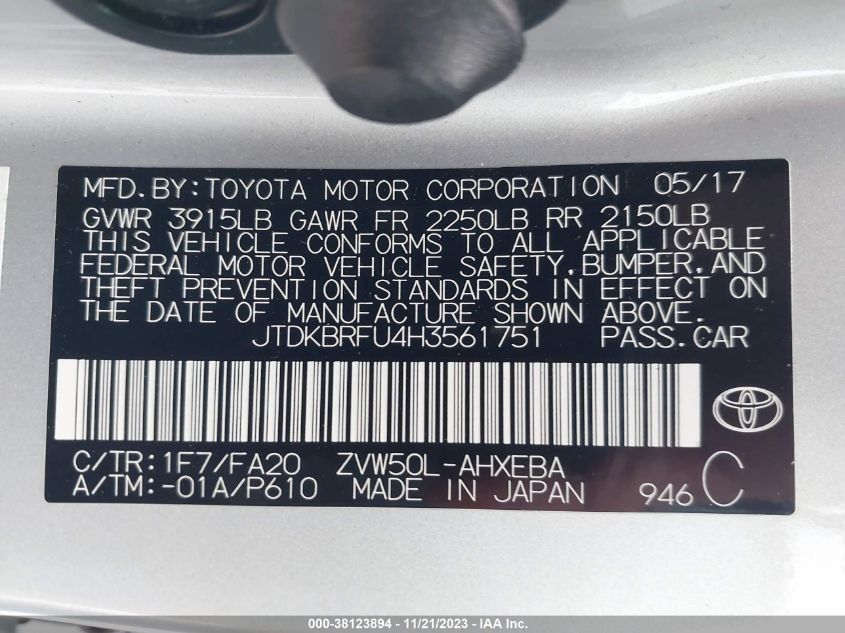 MFD.BY:TOYOTA MOTOR CORPORATION 05/17
GVWR 3915LB GAWR FR 2250LB RR 2150LB
THIS VEHICLE CONFORMS TO ALL APPLICABLE
FEDERAL MOTOR VEHICLE SAFETY,BUMPER,AND
THEFT PREVENTION STANDARDS IN EFFECT ON
THE DATE OF MANUFACTURE SHOWN ABOVE.
JTDKBRFU4H3561751 PASS.CAR
C/TR:1F7/FA20 ZVW50L-AHXEBA
A/TM:-01A/P610 MADE IN JAPAN 946 C
000-38123894 - 11/21/2023 - IAA Inc.